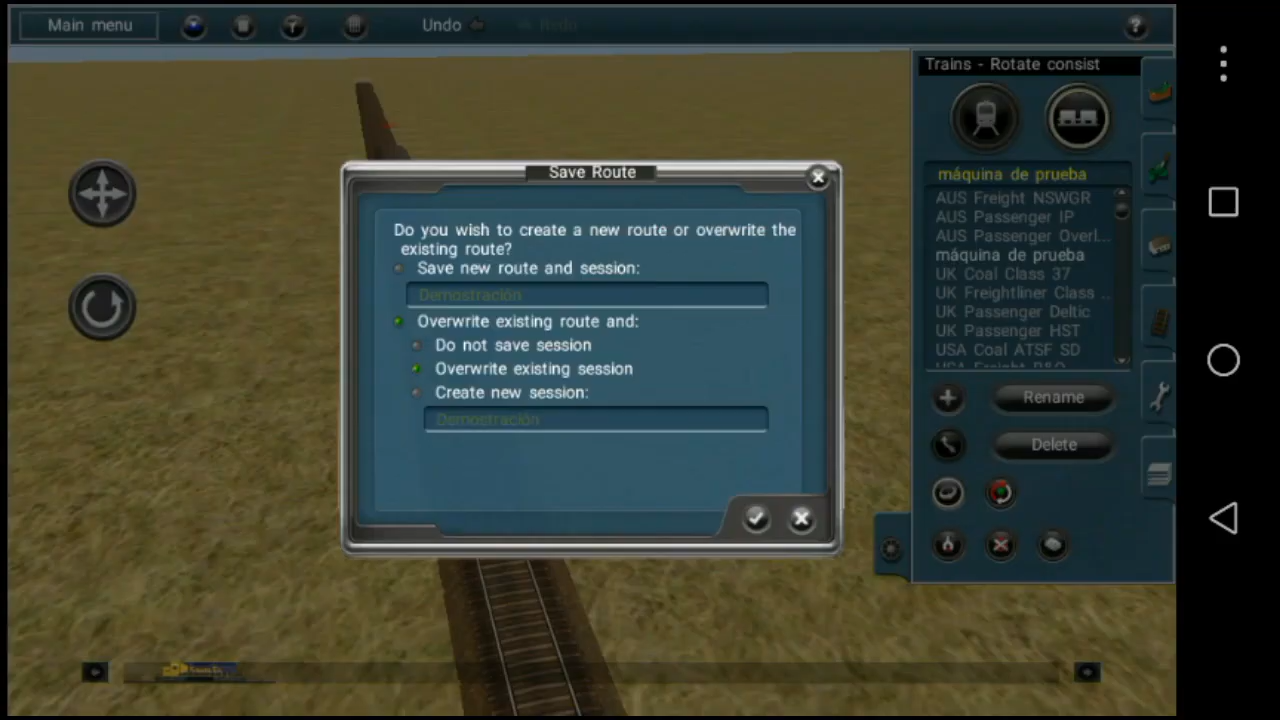 Main menu
Undo
Redo
?
Trains - Rotate consist
máquina de prueba
AUS Freight NSWGR
AUS Passenger IP
AUS Passenger Overl...
máquina de prueba
UK Coal Class 37
UK Freightliner Class ..
UK Passenger Deltic
UK Passenger HST
USA Coal ATSF SD
USA Freight B&O
Rename
Delete
Save Route
Do you wish to create a new route or overwrite the
existing route?
Save new route and session:
Demostración
Overwrite existing route and:
Do not save session
Overwrite existing session
Create new session:
Demostración